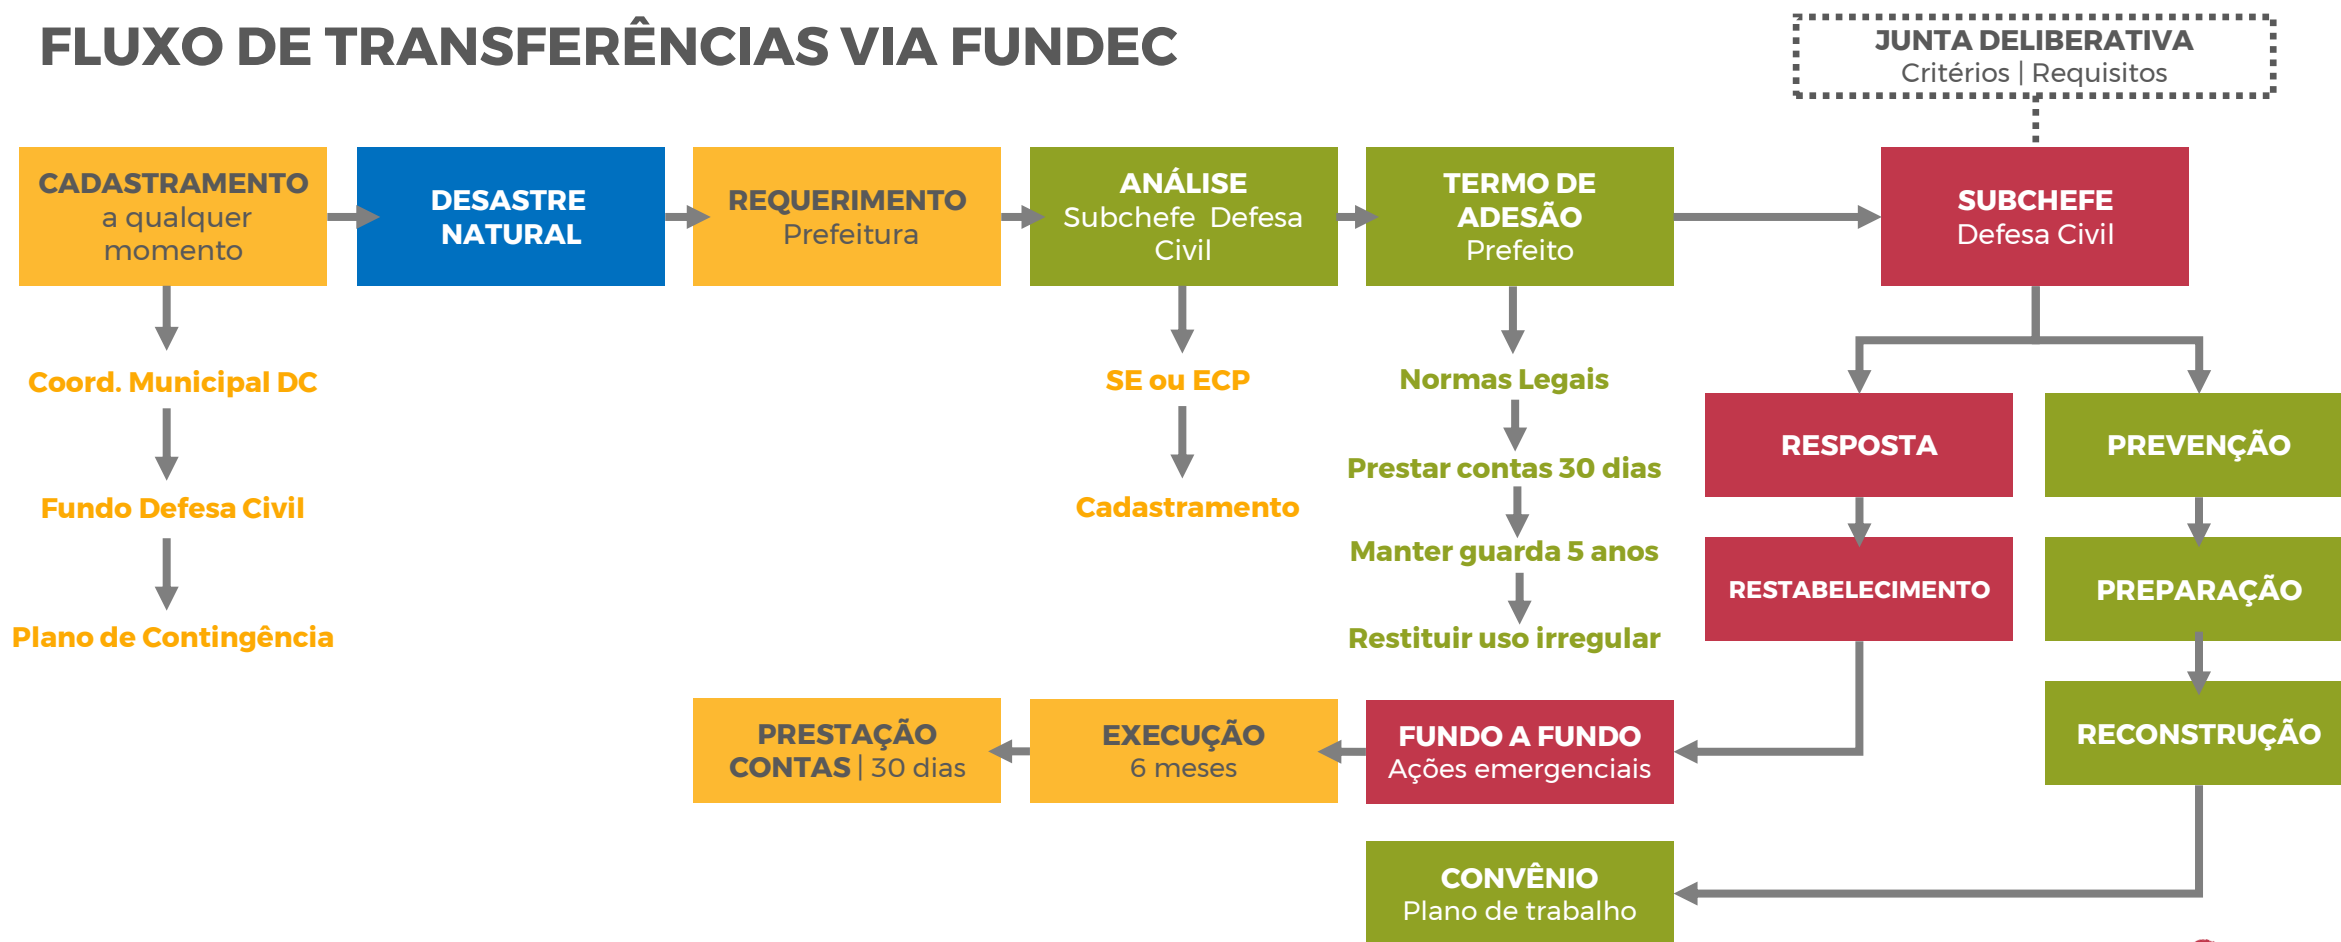 FLUXO DE TRANSFERÊNCIAS VIA FUNDEC
JUNTA DELIBERATIVA
Critérios | Requisitos
CADASTRAMENTO
a qualquer
momento
DESASTRE
NATURAL
REQUERIMENTO
Prefeitura
ANÁLISE
Subchefe Defesa
Civil
TERMO DE
ADESÃO
Prefeito
SUBCHEFE
Defesa Civil
Coord. Municipal DC
Fundo Defesa Civil
Plano de Contingência
SE ou ECP
Cadastramento
Normas Legais
Prestar contas 30 dias
Manter guarda 5 anos
Restituir uso irregular
RESPOSTA
RESTABELECIMENTO
PREVENÇÃO
PREPARAÇÃO
RECONSTRUÇÃO
PRESTAÇÃO
CONTAS | 30 dias
EXECUÇÃO
6 meses
FUNDO A FUNDO
Ações emergenciais
CONVÊNIO
Plano de trabalho